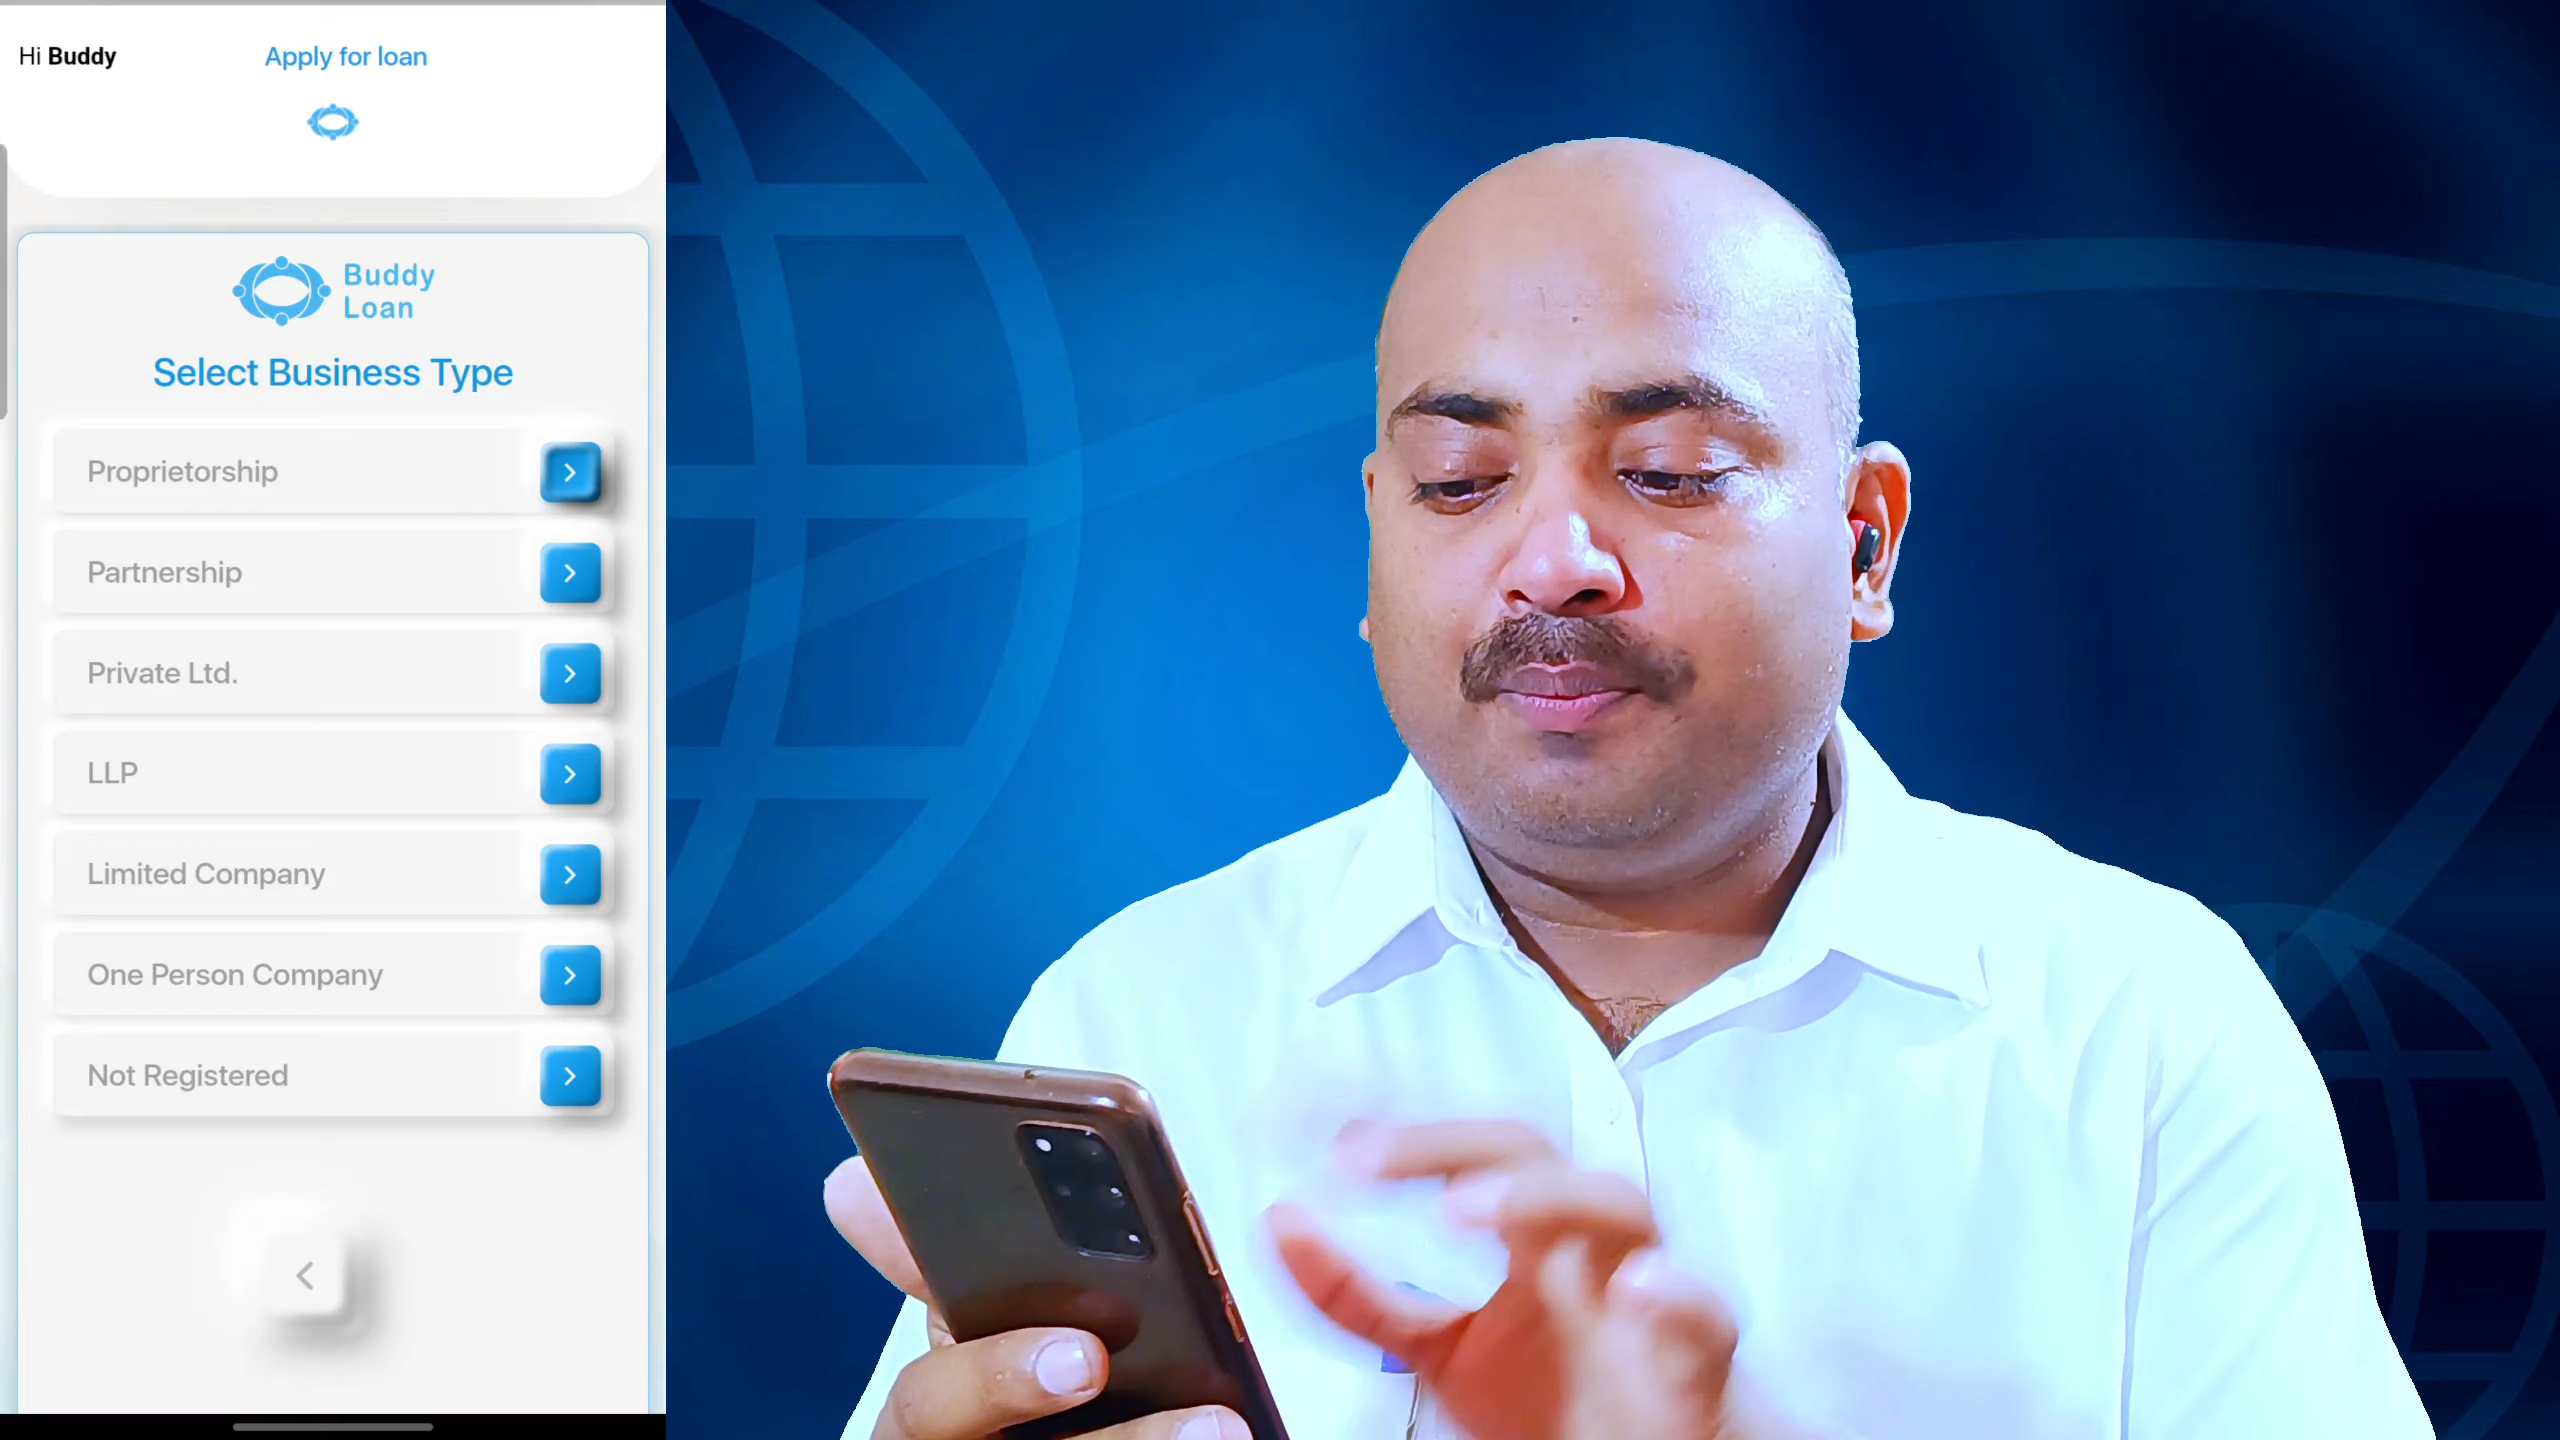 Hi Buddy
Apply for loan
Buddy
Loan
Select Business Type
Proprietorship
Partnership
Private Ltd.
LLP
Limited Company
One Person Company
Not Registered